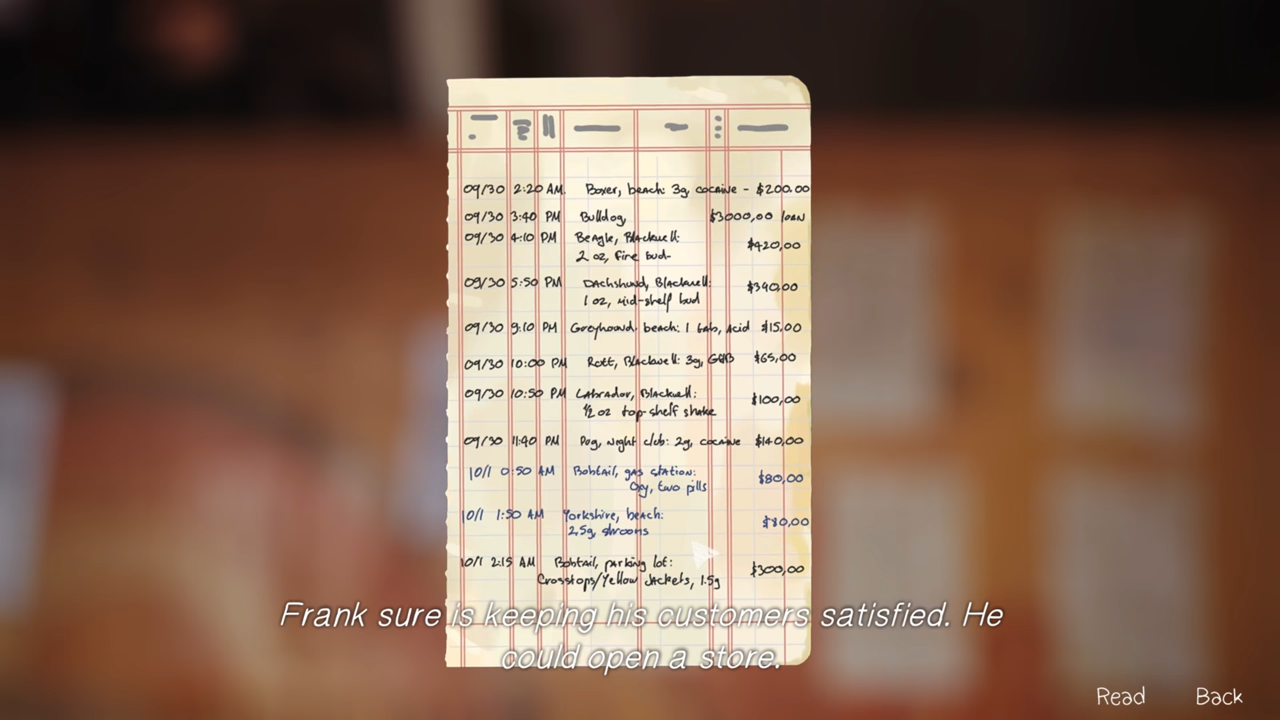 09/30 2:20 AM. Boxer, beach: 3g, cocaine - $200.00
09/30 3:40 PM Bulldog, $3000,00 loan
09/30 4:10 PM Beagle, Blackwell:
2 oz, fire bud- $420,00
09/30 5:50 PM Dachshund, Blackwell:
1 oz, mid-shelf bud $340,00
09/30 9:10 PM Greyhound, beach: 1 tab, acid $15,00
09/30 10:00 PM Rott, Blackwell: 3g, GHB $65,00
09/30 10:50 PM Labrador, Blackwell:
1/2 oz top-shelf shake $100,00
09/30 11:40 PM Pug, night club: 2g, cocaine $140,00
10/1 0:50 AM Bobtail, gas station:
Oxy, two pills $80,00
10/1 1:50 AM Yorkshire, beach:
2,5g, shrooms
10/1 2:15 AM Bobtail, parking lot:
Crosstops/Yellow Jackets, 1.5g $300,00
Frank sure is keeping his customers satisfied. He
could open a store.
Read Back